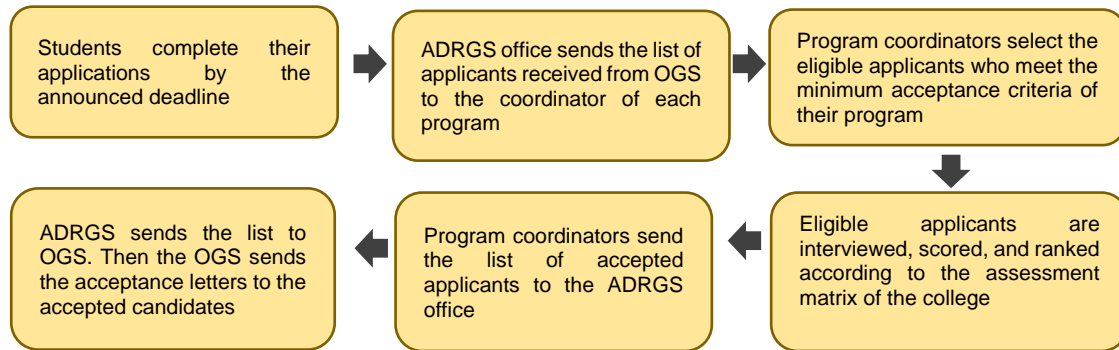 Students complete their
applications by the
announced deadline
ADRGS office sends the list of
applicants received from OGS
to the coordinator of each
program
Program coordinators select the
eligible applicants who meet the
minimum acceptance criteria of
their program
Eligible applicants are
interviewed, scored, and ranked
according to the assessment
matrix of the college
Program coordinators send
the list of accepted
applicants to the ADRGS
office
ADRGS sends the list to
OGS. Then the OGS sends
the acceptance letters to the
accepted candidates